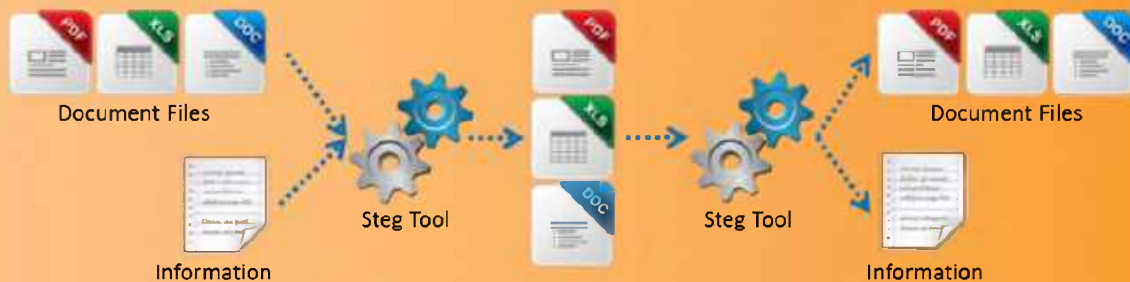 PDF XLS DOC
Document Files
Information
Steg Tool
PDF
XLS
DOC
Steg Tool
PDF XLS DOC
Document Files
Information